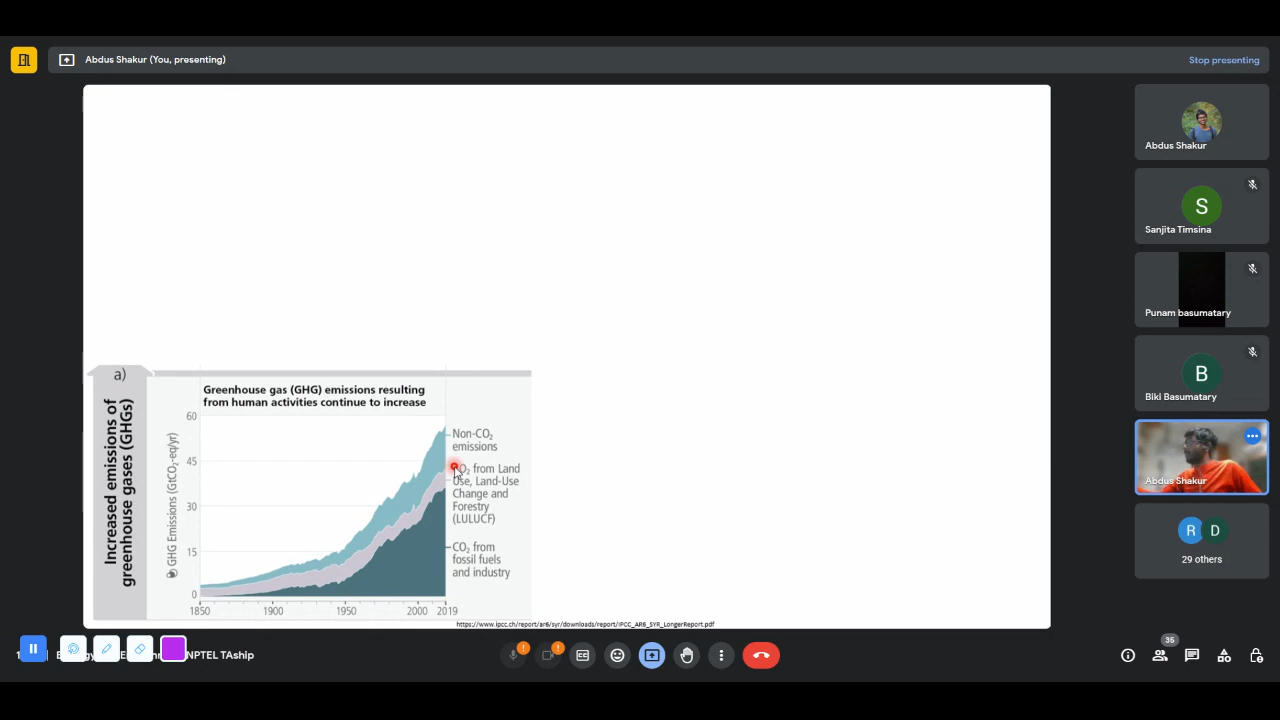 Abdus Shakur (You, presenting)
Stop presenting
Abdus Shakur
Sanjita Timsina
Punam basumatary
B
Biki Basumatary
Abdus Shakur
S
R D
29 others
a)
Increased emissions of
greenhouse gases (GHGs)
Greenhouse gas (GHG) emissions resulting
from human activities continue to increase
GHG Emissions (GtCO₂-eq/yr)
60
45
30
15
0
1850 1900 1950 2000 2019
Non-CO₂
emissions
from Land
Use, Land-Use
Change and
Forestry
(LULUCF)
CO₂ from
fossil fuels
and industry
https://www.ipcc.ch/report/ar6/syr/downloads/report/IPCC_AR6_SYR_LongerReport.pdf
NPTEL TAship
35